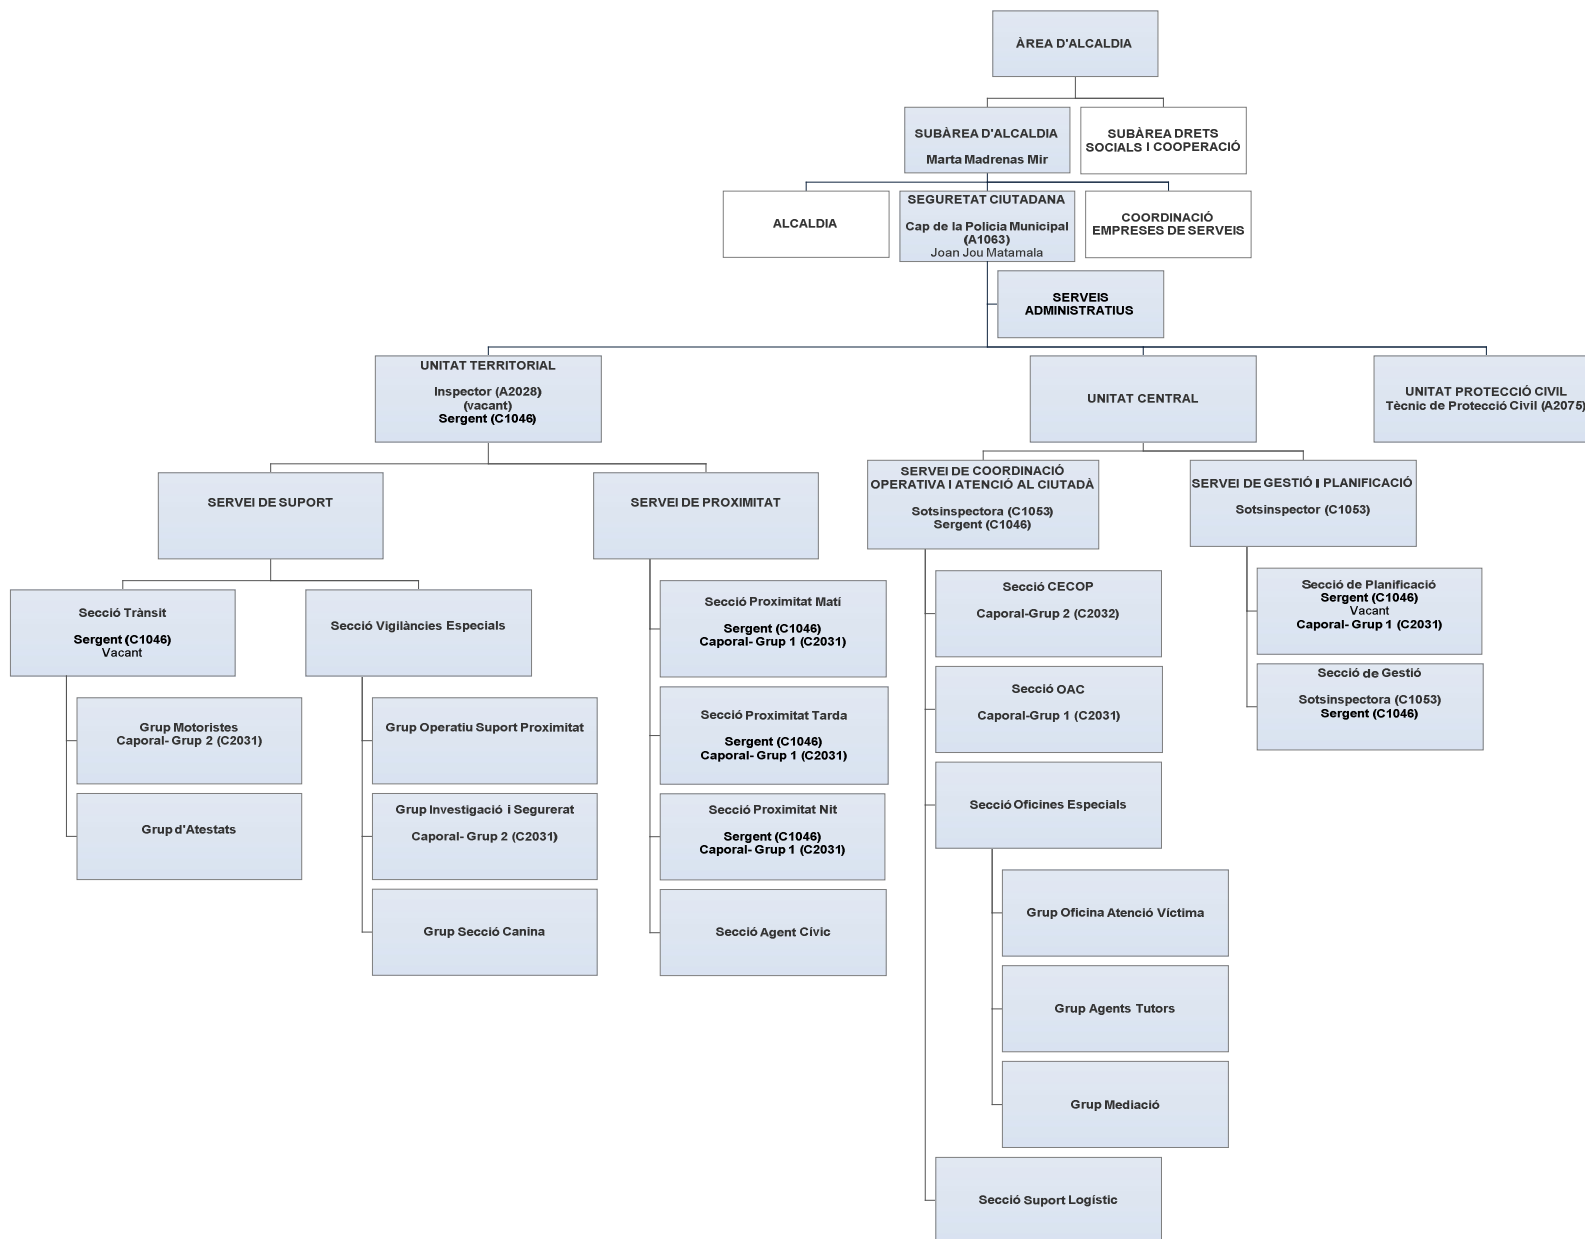 ÀREA D'ALCALDIA
SUBÀREA D'ALCALDIA
Marta Madrenas Mir
SUBÀREA DRETS
SOCIALS I COOPERACIÓ
ALCALDIA
SEGURETAT CIUTADANA
Cap de la Policia Municipal
(A1063)
Joan Jou Matamala
COORDINACIÓ
EMPRESES DE SERVEIS
SERVEIS
ADMINISTRATIUS
UNITAT TERRITORIAL
Inspector (A2028)
(vacant)
Sergent (C1046)
UNITAT CENTRAL
UNITAT PROTECCIÓ CIVIL
Tècnic de Protecció Civil (A2075)
SERVEI DE SUPORT
SERVEI DE PROXIMITAT
SERVEI DE COORDINACIÓ
OPERATIVA I ATENCIÓ AL CIUTADÀ
Sotsinspectora (C1053)
Sergent (C1046)
SERVEI DE GESTIÓ I PLANIFICACIÓ
Sotsinspector (C1053)
Secció Trànsit
Sergent (C1046)
Vacant
Secció Vigilàncies Especials
Grup Motoristes
Caporal- Grup 2 (C2031)
Grup d'Atestats
Grup Operatiu Suport Proximitat
Grup Investigació i Segurerat
Caporal- Grup 2 (C2031)
Grup Secció Canina
Secció Proximitat Matí
Sergent (C1046)
Caporal- Grup 1 (C2031)
Secció Proximitat Tarda
Sergent (C1046)
Caporal- Grup 1 (C2031)
Secció Proximitat Nit
Sergent (C1046)
Caporal- Grup 1 (C2031)
Secció Agent Cívic
Secció CECOP
Caporal-Grup 2 (C2032)
Secció OAC
Caporal-Grup 1 (C2031)
Secció Oficines Especials
Grup Oficina Atenció Víctima
Grup Agents Tutors
Grup Mediació
Secció Suport Logístic
Secció de Planificació
Sergent (C1046)
Vacant
Caporal- Grup 1 (C2031)
Secció de Gestió
Sotsinspectora (C1053)
Sergent (C1046)